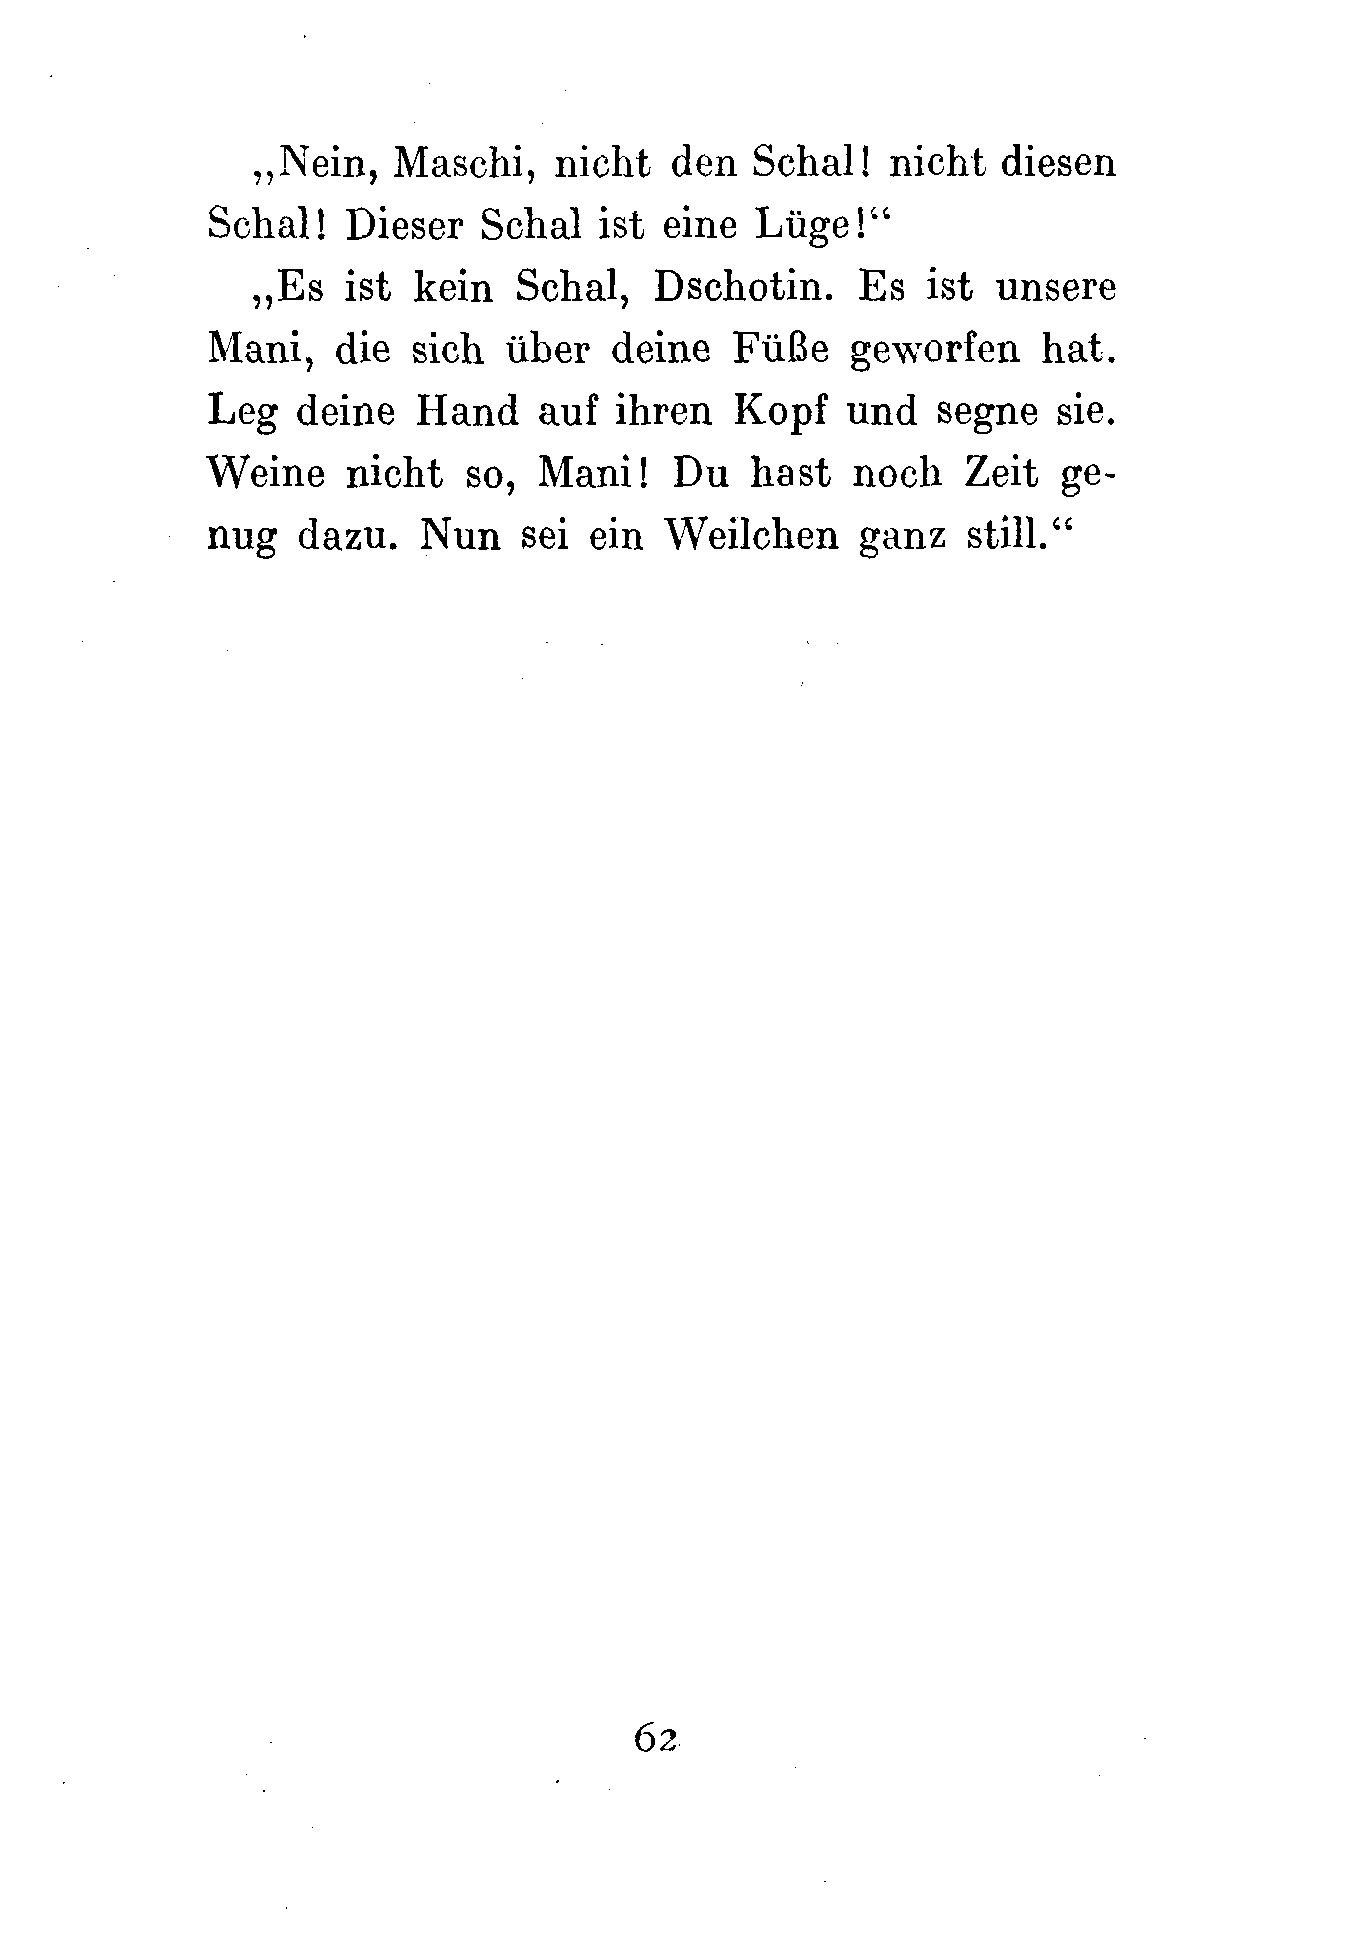 „Nein, Maschi, nicht den Schal! nicht diesen
Schal! Dieser Schal ist eine Lüge!“
„Es ist kein Schal, Dschotin. Es ist unsere
Mani, die sich über deine Füße geworfen hat.
Leg deine Hand auf ihren Kopf und segne sie.
Weine nicht so, Mani! Du hast noch Zeit ge-
nug dazu. Nun sei ein Weilchen ganz still.“
62